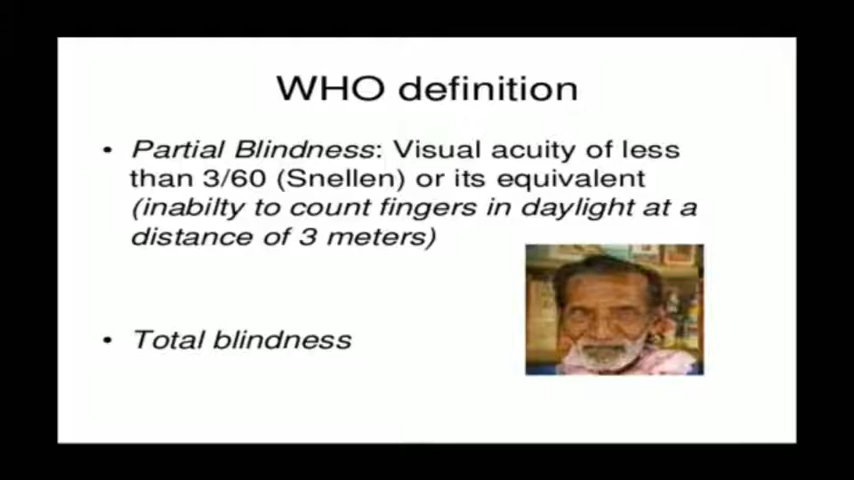 WHO definition
• Partial Blindness: Visual acuity of less
than 3/60 (Snellen) or its equivalent
(inabilty to count fingers in daylight at a
distance of 3 meters)
• Total blindness